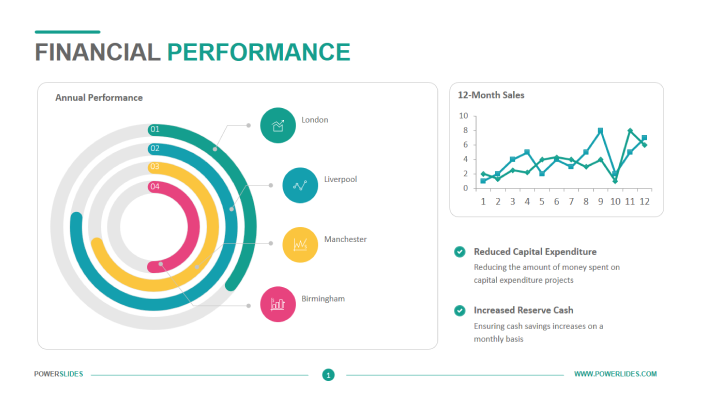 FINANCIAL PERFORMANCE
Annual Performance
01
02
03
04
London
Liverpool
Manchester
Birmingham
12-Month Sales
10
8
6
4
2
0
1 2 3 4 5 6 7 8 9 10 11 12
Reduced Capital Expenditure
Reducing the amount of money spent on
capital expenditure projects
Increased Reserve Cash
Ensuring cash savings increases on a
monthly basis
POWERSLIDES
1
WWW.POWERLIDES.COM